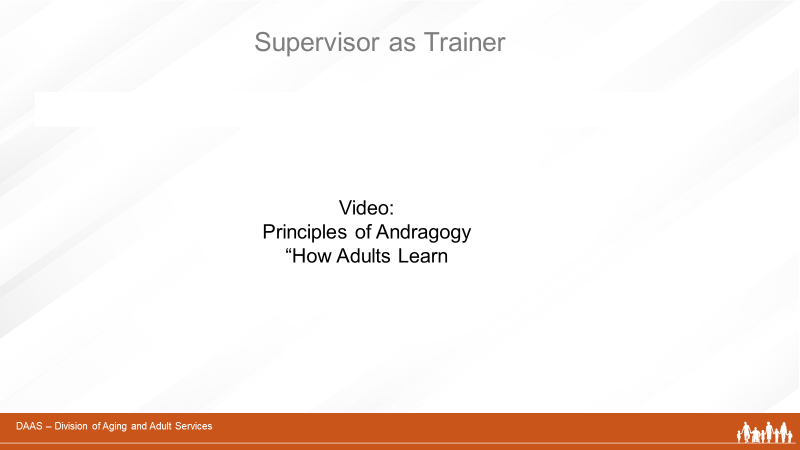 Supervisor as Trainer
Video:
Principles of Andragogy
“How Adults Learn
DAAS – Division of Aging and Adult Services